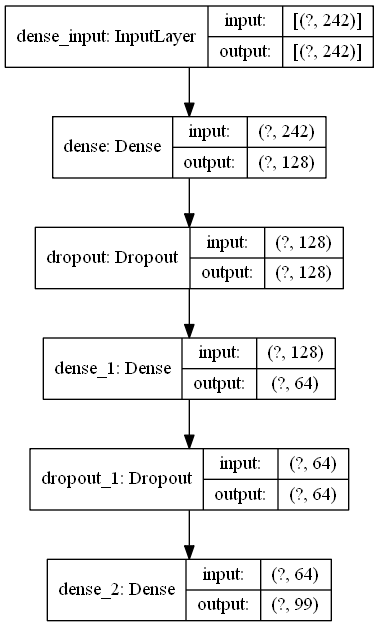 dense_input: InputLayer input: [(?, 242)]
output: [(?, 242)]
dense: Dense input: (?, 242)
output: (?, 128)
dropout: Dropout input: (?, 128)
output: (?, 128)
dense_1: Dense input: (?, 128)
output: (?, 64)
dropout_1: Dropout input: (?, 64)
output: (?, 64)
dense_2: Dense input: (?, 64)
output: (?, 99)